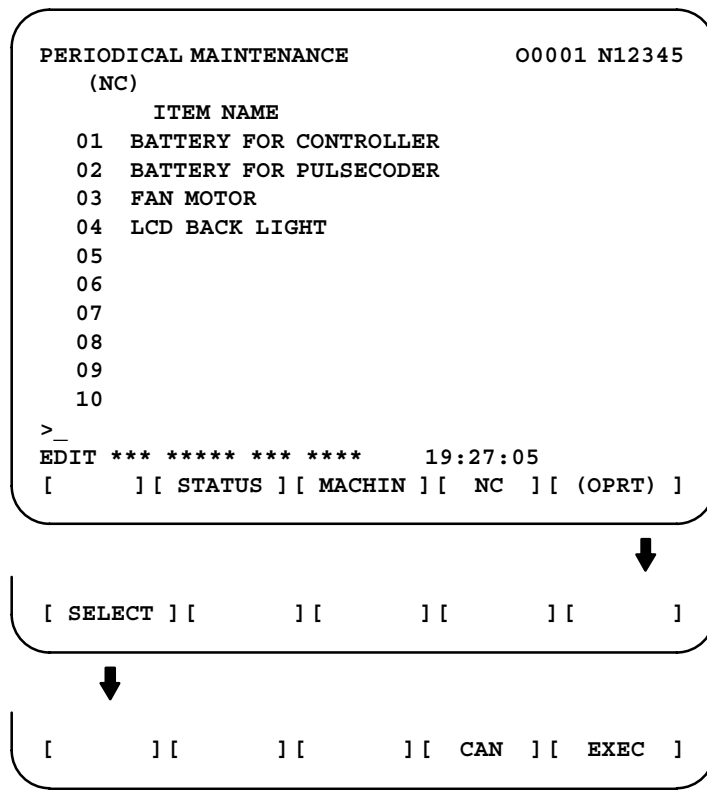 PERIODICAL MAINTENANCE O0001 N12345
(NC)
ITEM NAME
01 BATTERY FOR CONTROLLER
02 BATTERY FOR PULSECODER
03 FAN MOTOR
04 LCD BACK LIGHT
05
06
07
08
09
10
>_
EDIT *** ***** *** **** 19:27:05
[ ] [ STATUS ] [ MACHIN ] [ NC ] [ (OPRT) ]
[ SELECT ] [ ] [ ] [ ] [ ]
[ ] [ ] [ ] [ CAN ] [ EXEC ]